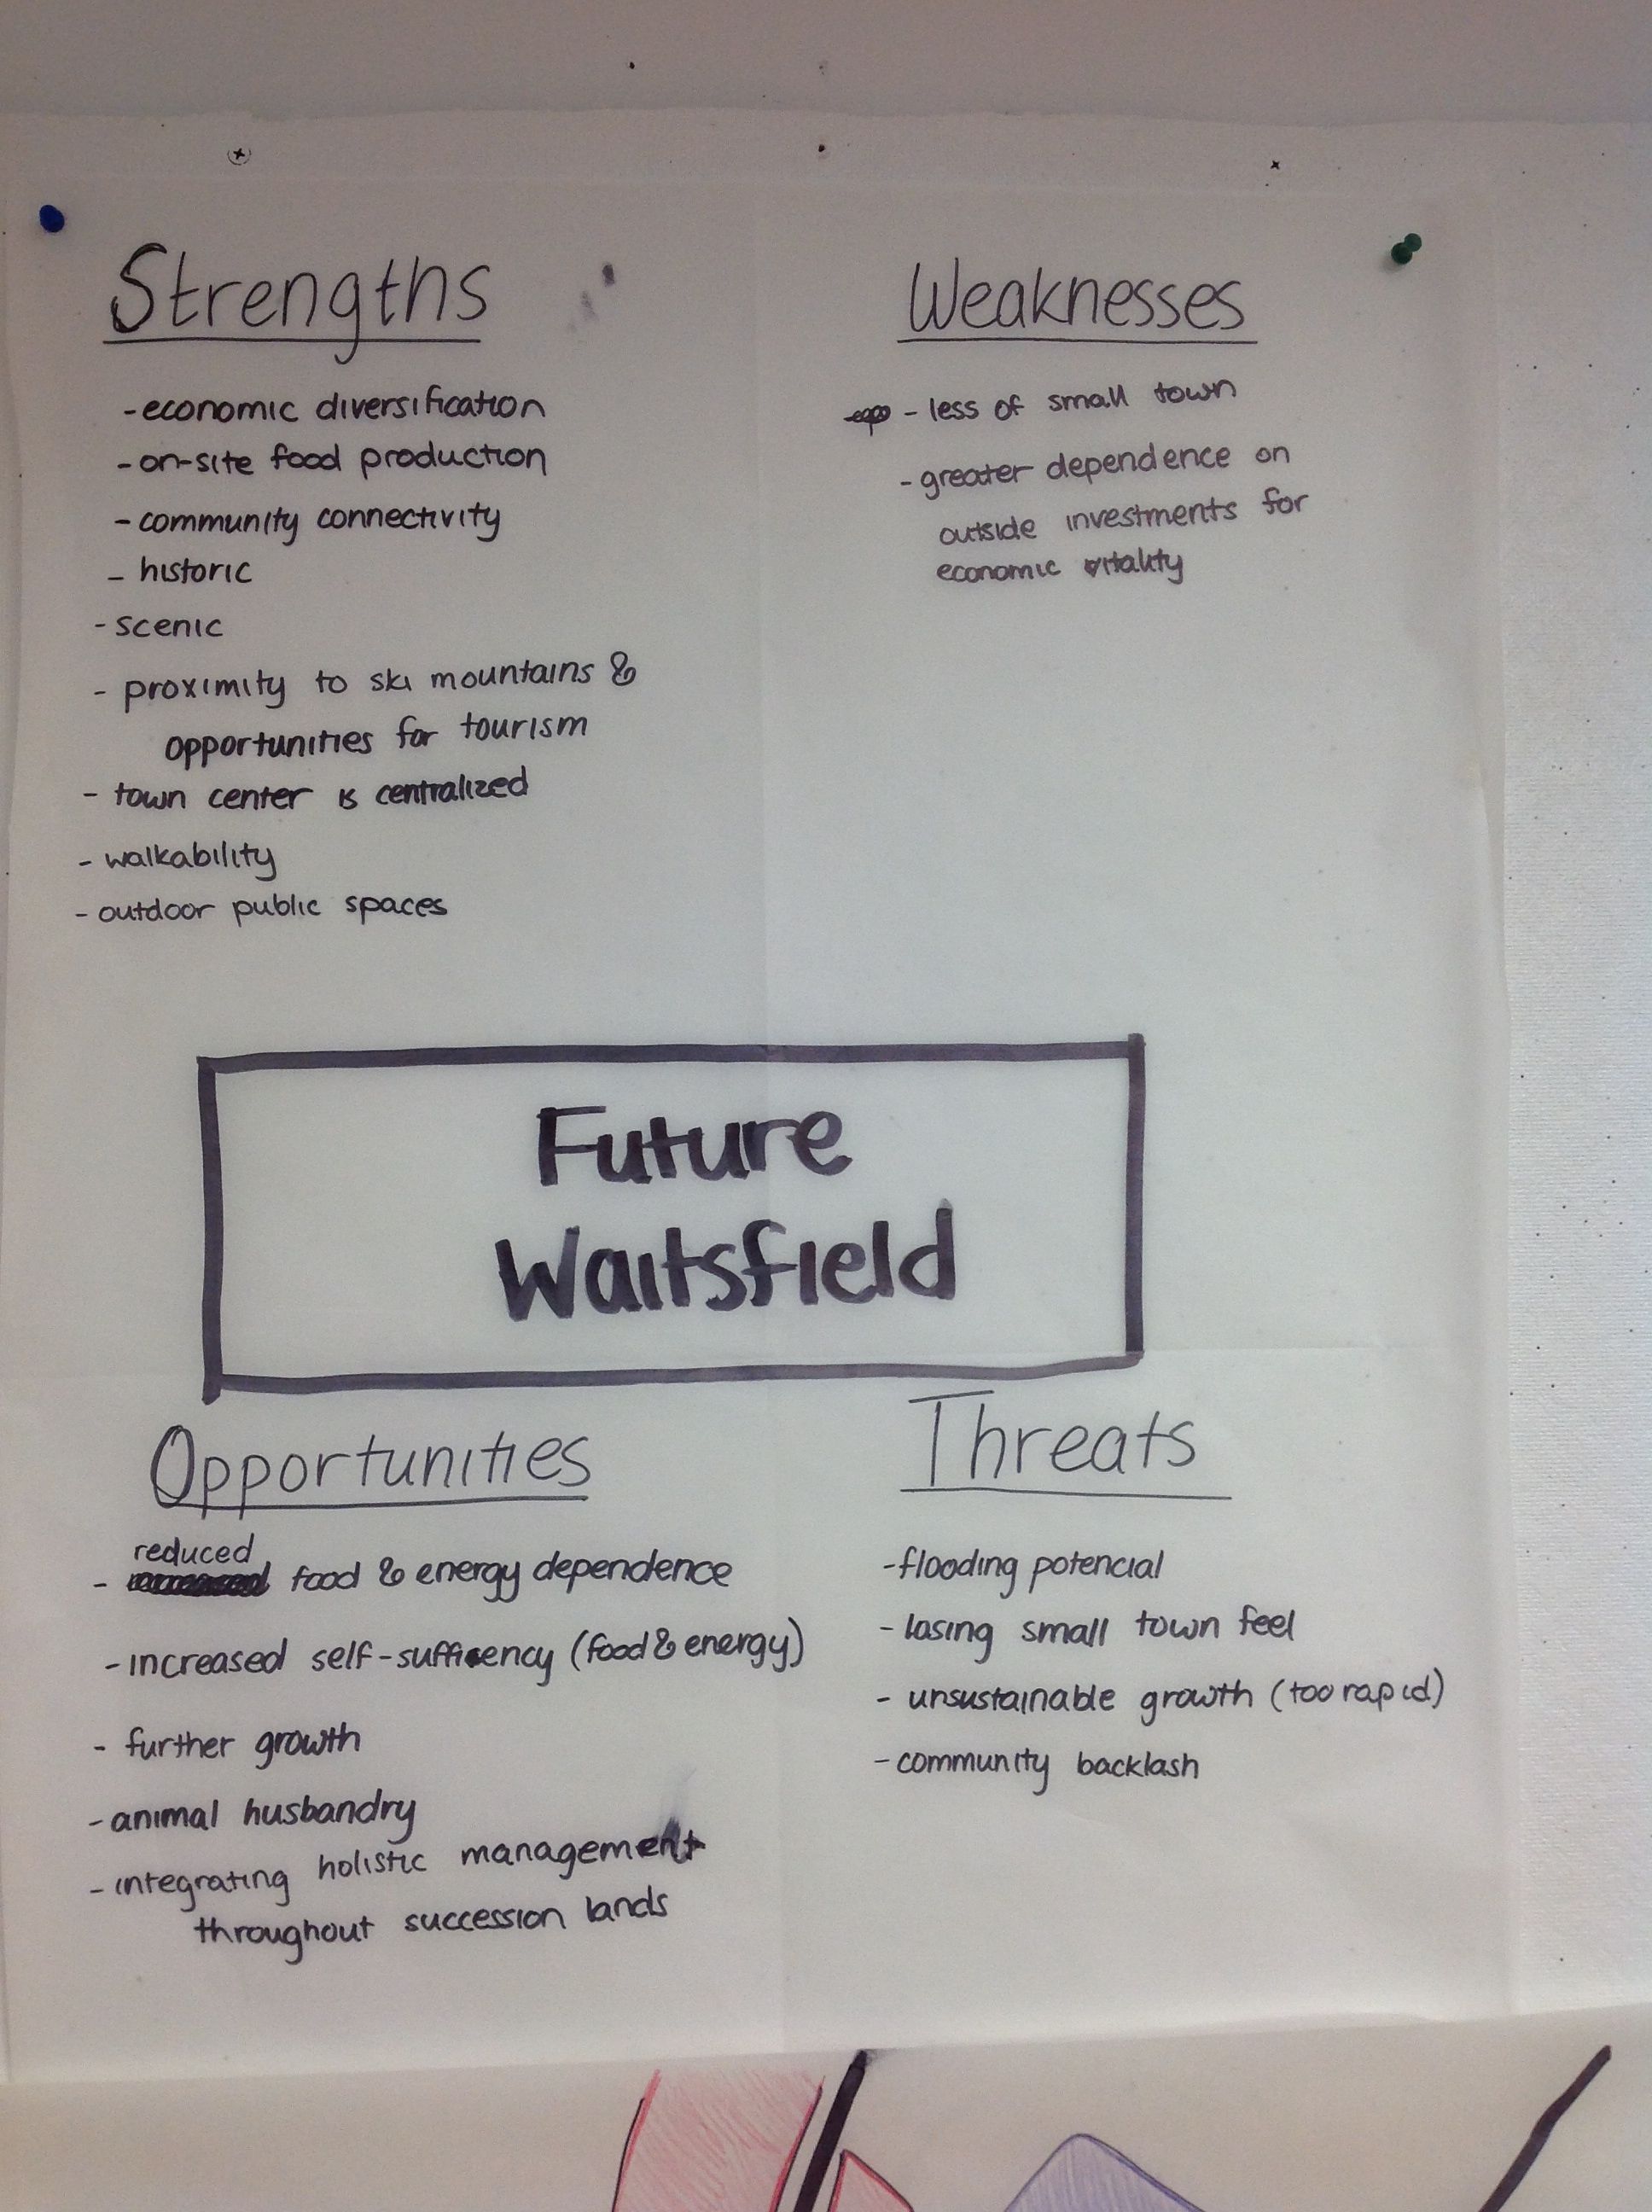 Strengths
-economic diversification
-on-site food production
-community connectivity
- historic
-scenic
- proximity to ski mountains &
opportunities for tourism
- town center is centralized
- walkability
-outdoor public spaces
Weaknesses
- less of small town
-greater dependence on
outside investments for
economic vitality
Future
Waitsfield
Opportunities
reduced
- food & energy dependence
-increased self-sufficency (food & energy)
- further growth
-animal husbandry
-integrating holistic management
throughout succession lands
Threats
-flooding potencial
-losing small town feel
- unsustainable growth (too rapid)
-community backlash